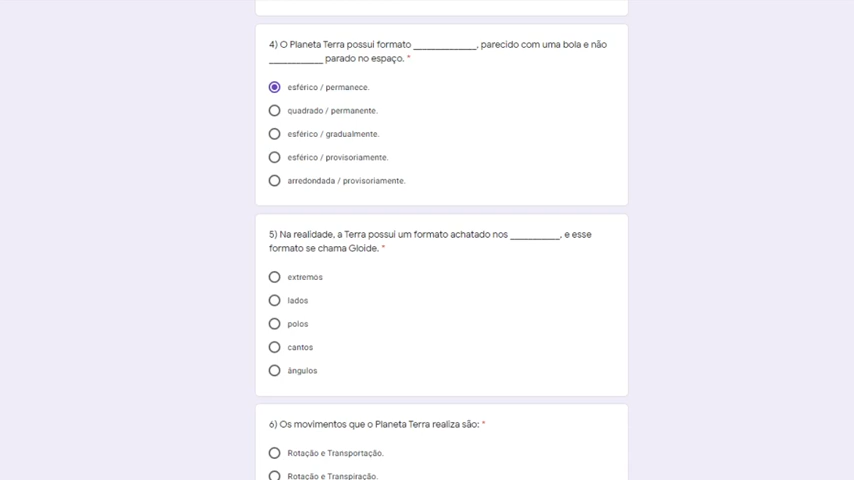 4) O Planeta Terra possui formato ____________, parecido com uma bola e não
__________ parado no espaço. *
esférico / permanece.
quadrado / permanente.
esférico / gradualmente.
esférico / provisoriamente.
arredondada / provisoriamente.
5) Na realidade, a Terra possui um formato achatado nos _________, e esse
formato se chama Gloide. *
extremos
lados
polos
cantos
ângulos
6) Os movimentos que o Planeta Terra realiza são: *
Rotação e Transportação.
Rotação e Transpiração.